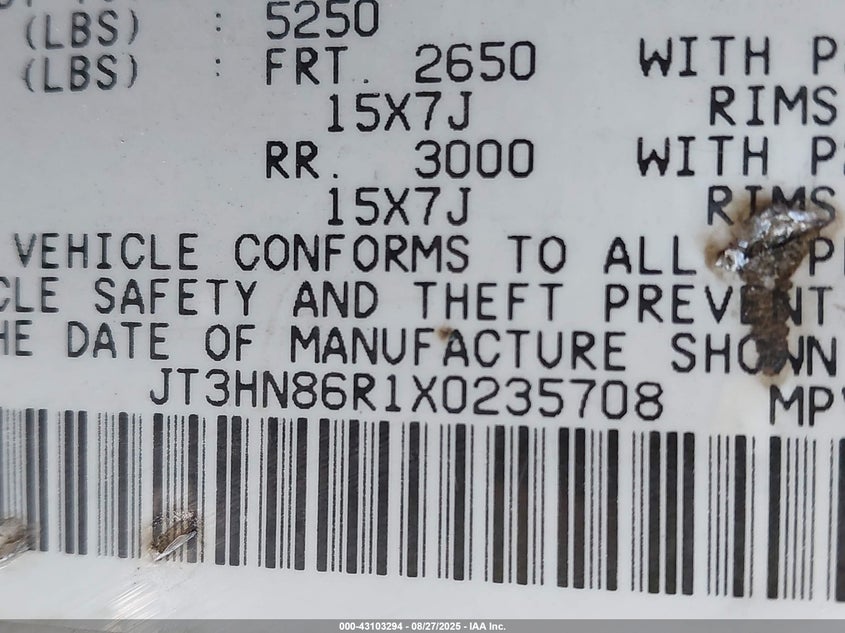 (LBS) : 5250
(LBS) : FRT. 2650 WITH P
15X7J RIMS
RR. 3000 WITH P
15X7J RIMS
VEHICLE CONFORMS TO ALL
CLE SAFETY AND THEFT PREVENT
HE DATE OF MANUFACTURE SHOWN
JT3HN86R1X0235708 MPV
000-43103294 - 08/27/2025 - IAA Inc.